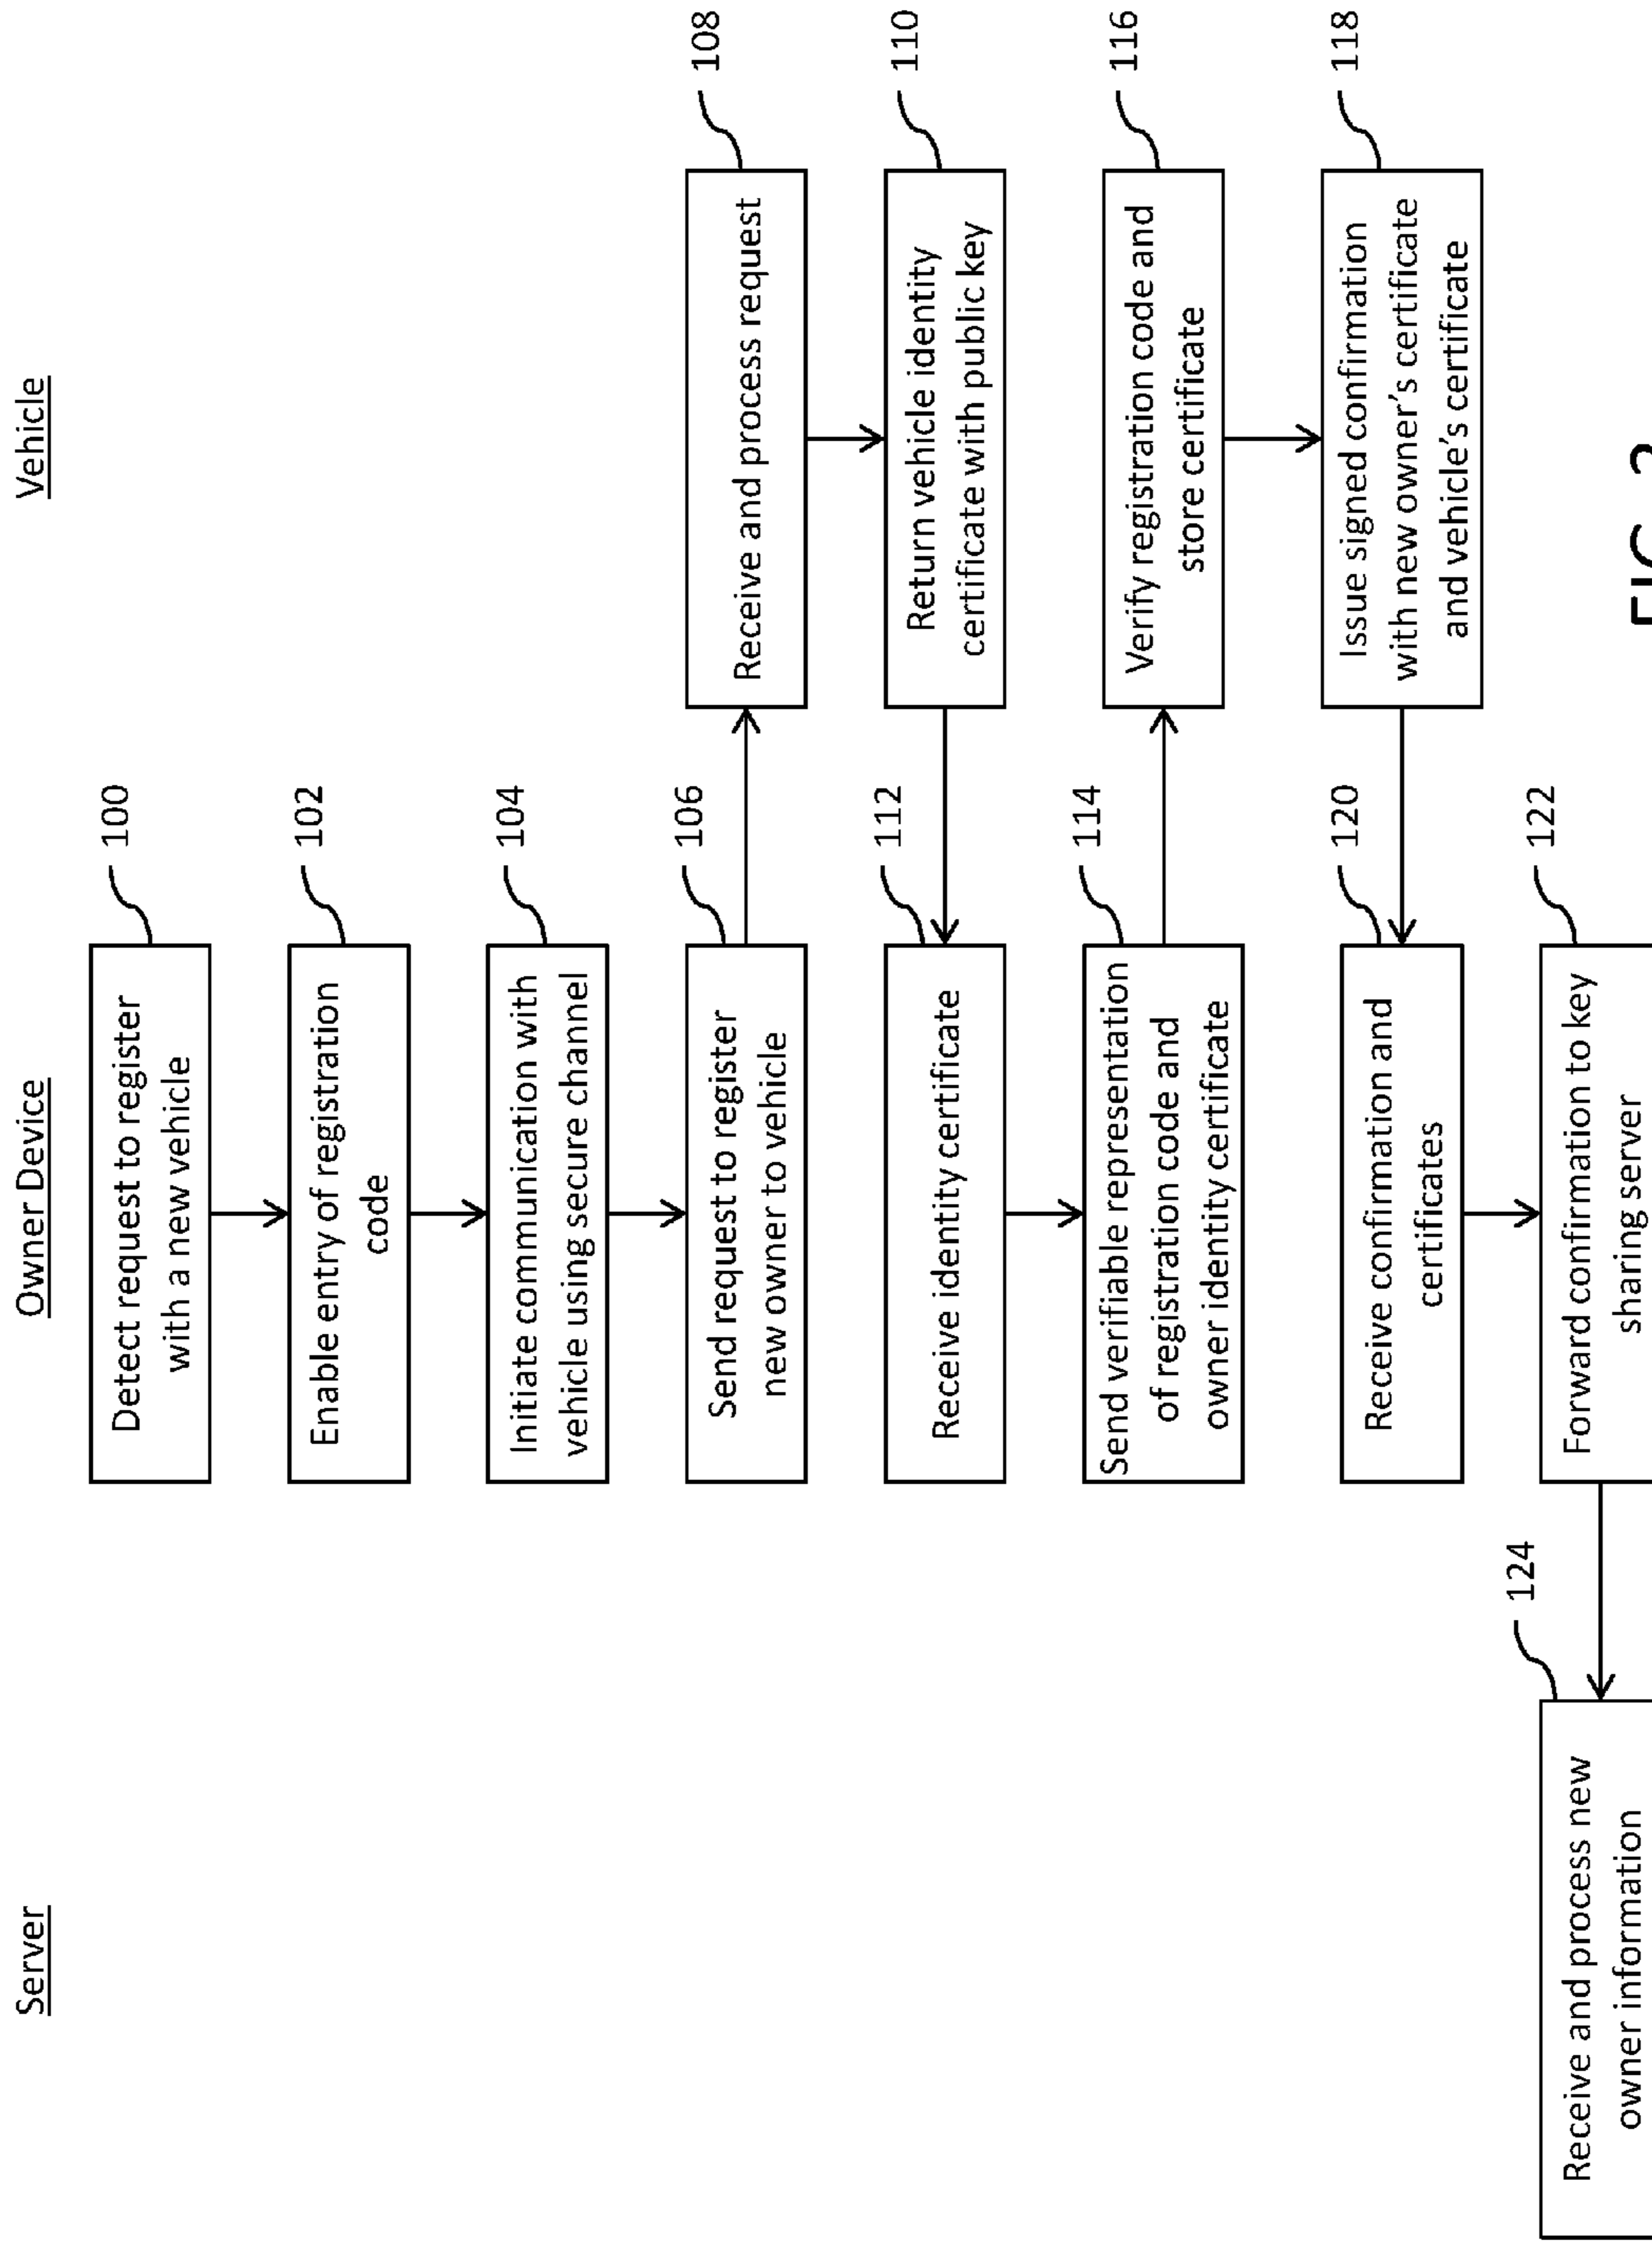 Server
Owner Device
Vehicle
100
Detect request to register
with a new vehicle
102
Enable entry of registration
code
104
Initiate communication with
vehicle using secure channel
106
Send request to register
new owner to vehicle
108
Receive and process request
110
Return vehicle identity
certificate with public key
112
Receive identity certificate
114
Send verifiable representation
of registration code and
owner identity certificate
116
Verify registration code and
store certificate
118
Issue signed confirmation
with new owner's certificate
and vehicle's certificate
120
Receive confirmation and
certificates
122
Forward confirmation to key
sharing server
124
Receive and process new
owner information